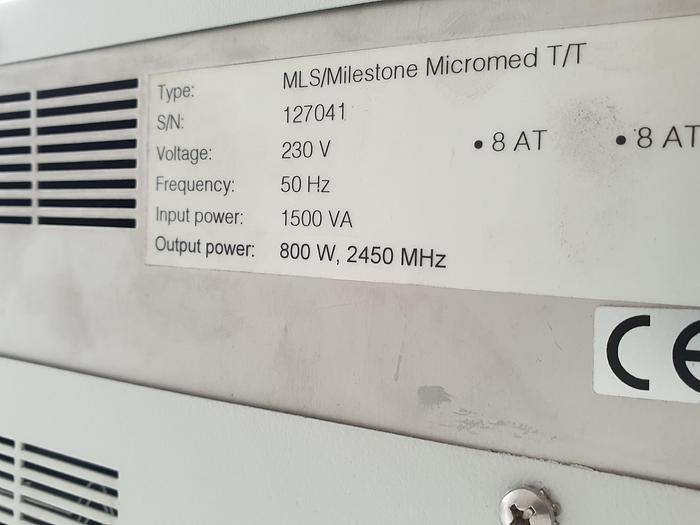 Type: MLS/Milestone Micromed T/T
S/N: 127041
Voltage: 230 V • 8 AT • 8 AT
Frequency: 50 Hz
Input power: 1500 VA
Output power: 800 W, 2450 MHz
CE